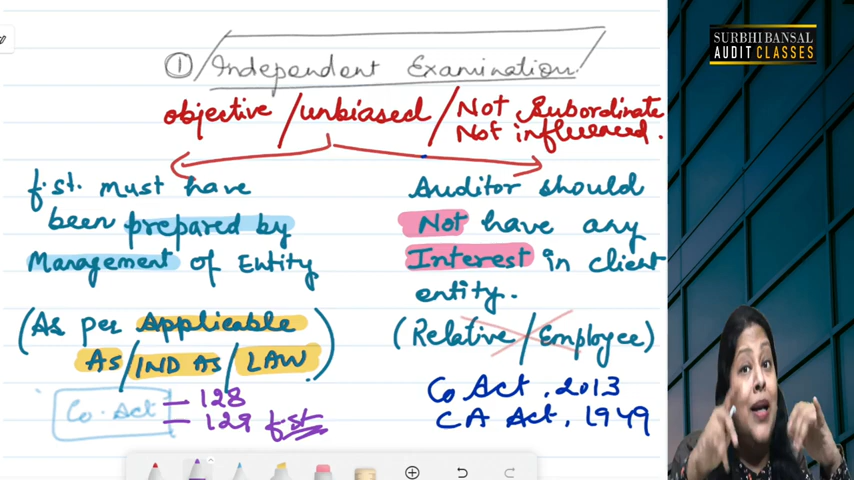 SURBHI BANSAL
AUDIT CLASSES
① Independent Examination.
objective / unbiased / Not Subordinate
Not influenced.
f.st. must have
been prepared by
Management of Entity
(As per Applicable
AS / IND AS / LAW.)
Co. Act – 128
– 129 f.st
Auditor should
Not have any
Interest in client
entity.
(Relative / Employee)
Co Act, 2013
CA Act, 1949